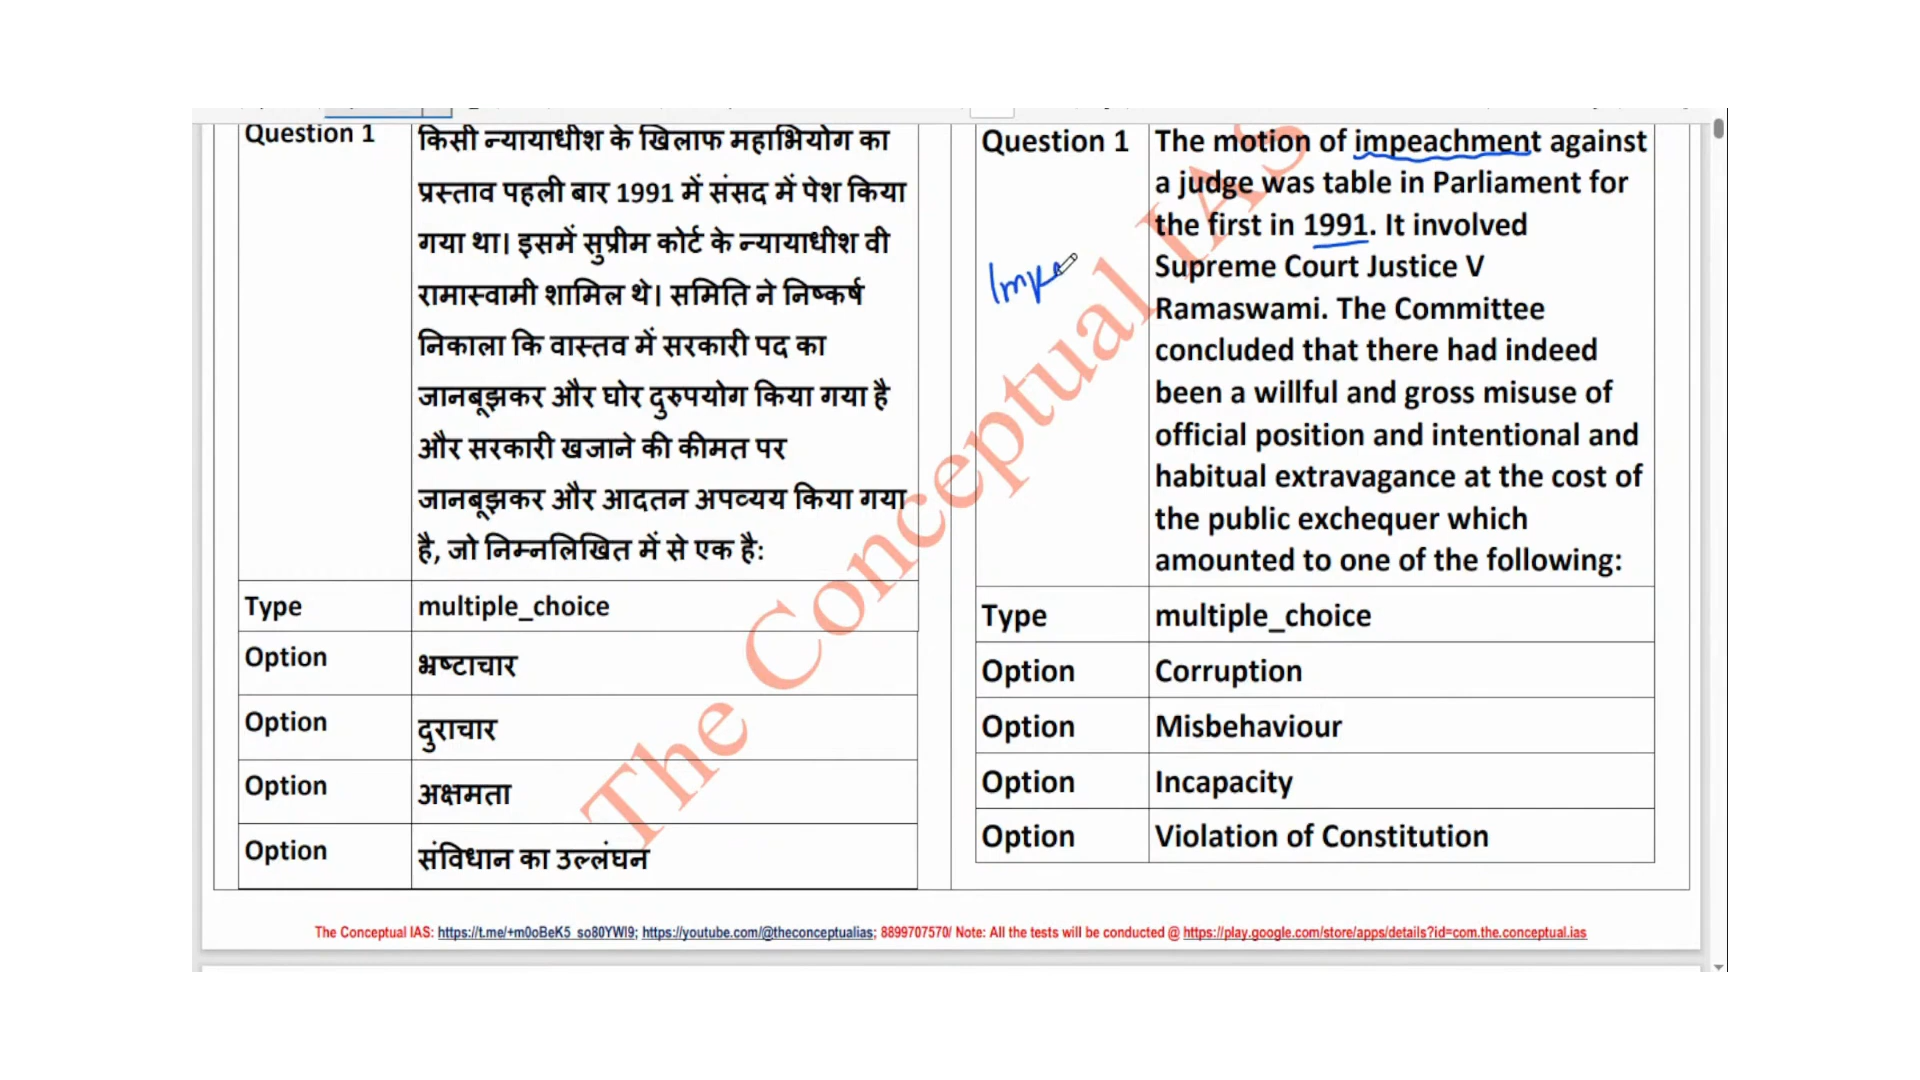 Question 1
किसी न्यायाधीश के खिलाफ महाभियोग का
प्रस्ताव पहली बार 1991 में संसद में पेश किया
गया था। इसमें सुप्रीम कोर्ट के न्यायाधीश वी
रामास्वामी शामिल थे। समिति ने निष्कर्ष
निकाला कि वास्तव में सरकारी पद का
जानबूझकर और घोर दुरुपयोग किया गया है
और सरकारी खजाने की कीमत पर
जानबूझकर और आदतन अपव्यय किया गया
है, जो निम्नलिखित में से एक है:
Type multiple_choice
Option भ्रष्टाचार
Option दुराचार
Option अक्षमता
Option संविधान का उल्लंघन
Question 1
The motion of impeachment against
a judge was table in Parliament for
the first in 1991. It involved
Supreme Court Justice V
Ramaswami. The Committee
concluded that there had indeed
been a willful and gross misuse of
official position and intentional and
habitual extravagance at the cost of
the public exchequer which
amounted to one of the following:
Impe
Type multiple_choice
Option Corruption
Option Misbehaviour
Option Incapacity
Option Violation of Constitution
The Conceptual IAS
The Conceptual IAS: https://t.me/+m0oBeK5_so80YWI9; https://youtube.com/@theconceptualias; 8899707570/ Note: All the tests will be conducted @ https://play.google.com/store/apps/details?id=com.the.conceptual.ias